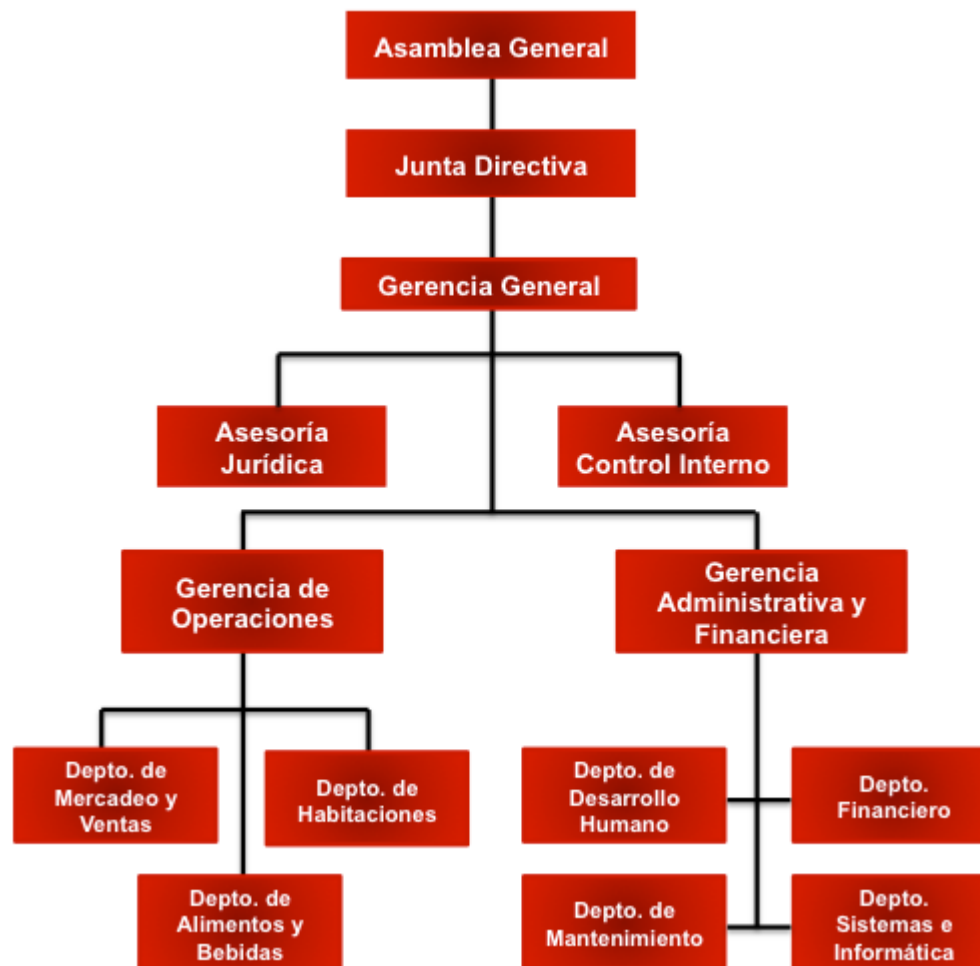 Asamblea General
Junta Directiva
Gerencia General
Asesoría
Jurídica
Asesoría
Control Interno
Gerencia de
Operaciones
Gerencia
Administrativa y
Financiera
Depto. de
Mercadeo y
Ventas
Depto. de
Habitaciones
Depto. de
Alimentos y
Bebidas
Depto. de
Desarrollo
Humano
Depto.
Financiero
Depto. de
Mantenimiento
Depto.
Sistemas e
Informática